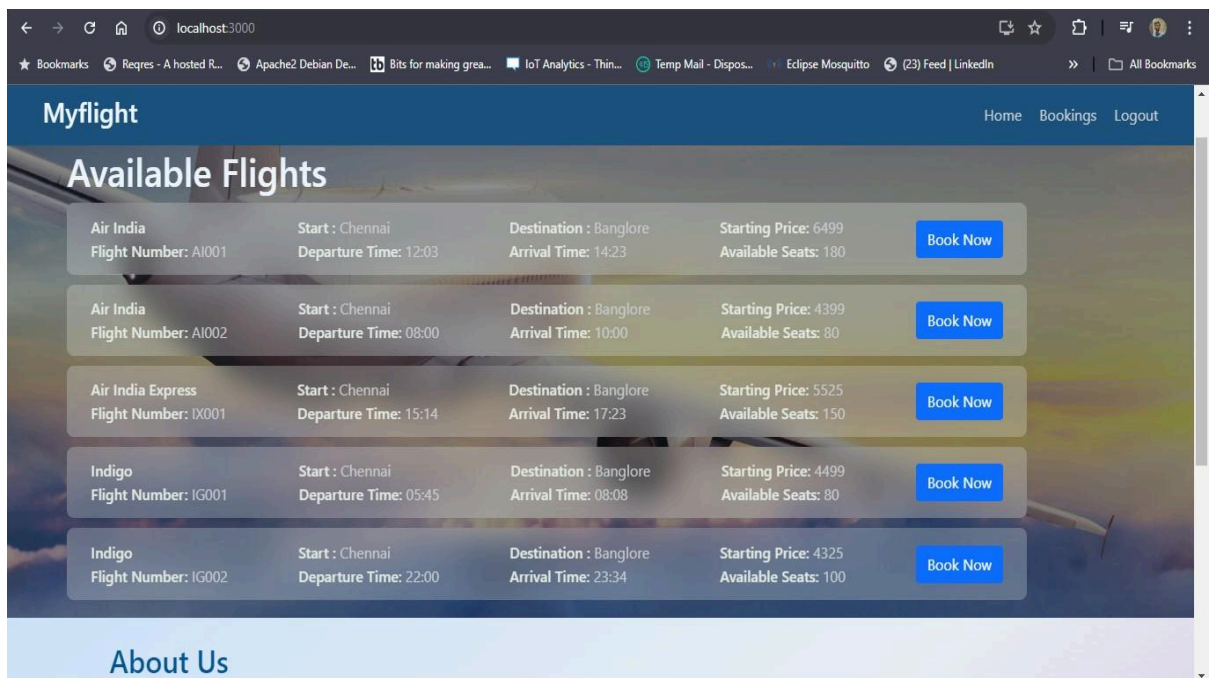 localhost:3000
Bookmarks Reqres - A hosted R... Apache2 Debian De... Bits for making grea... IoT Analytics - Thin... Temp Mail - Dispos... Eclipse Mosquitto (23) Feed | LinkedIn » All Bookmarks
Myflight Home Bookings Logout
Available Flights
Air India Start : Chennai Destination : Banglore Starting Price: 6499
Flight Number: AI001 Departure Time: 12:03 Arrival Time: 14:23 Available Seats: 180
Book Now
Air India Start : Chennai Destination : Banglore Starting Price: 4399
Flight Number: AI002 Departure Time: 08:00 Arrival Time: 10:00 Available Seats: 80
Book Now
Air India Express Start : Chennai Destination : Banglore Starting Price: 5525
Flight Number: IX001 Departure Time: 15:14 Arrival Time: 17:23 Available Seats: 150
Book Now
Indigo Start : Chennai Destination : Banglore Starting Price: 4499
Flight Number: IG001 Departure Time: 05:45 Arrival Time: 08:08 Available Seats: 80
Book Now
Indigo Start : Chennai Destination : Banglore Starting Price: 4325
Flight Number: IG002 Departure Time: 22:00 Arrival Time: 23:34 Available Seats: 100
Book Now
About Us